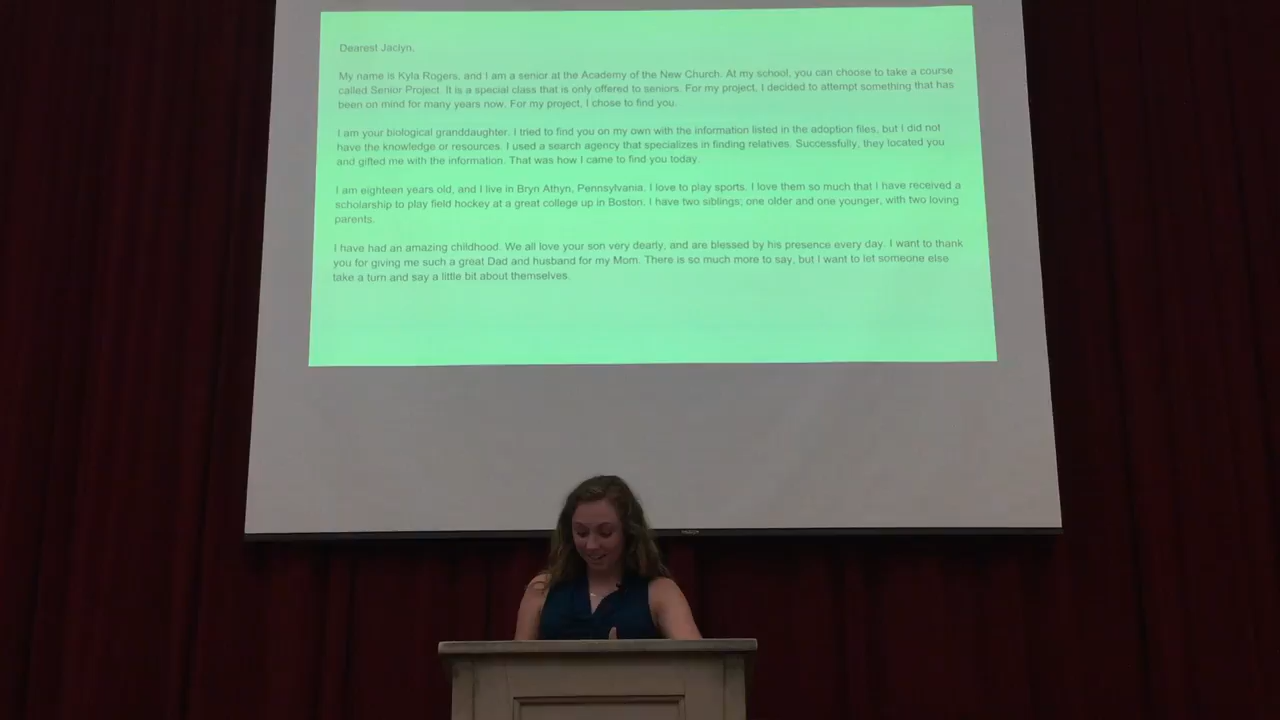 Dearest Jaclyn,
My name is Kyla Rogers, and I am a senior at the Academy of the New Church. At my school, you can choose to take a course
called Senior Project. It is a special class that is only offered to seniors. For my project, I decided to attempt something that has
been on mind for many years now. For my project, I chose to find you.
I am your biological granddaughter. I tried to find you on my own with the information listed in the adoption files, but I did not
have the knowledge or resources. I used a search agency that specializes in finding relatives. Successfully, they located you
and gifted me with the information. That was how I came to find you today.
I am eighteen years old, and I live in Bryn Athyn, Pennsylvania. I love to play sports. I love them so much that I have received a
scholarship to play field hockey at a great college up in Boston. I have two siblings; one older and one younger, with two loving
parents.
I have had an amazing childhood. We all love your son very dearly, and are blessed by his presence every day. I want to thank
you for giving me such a great Dad and husband for my Mom. There is so much more to say, but I want to let someone else
take a turn and say a little bit about themselves.